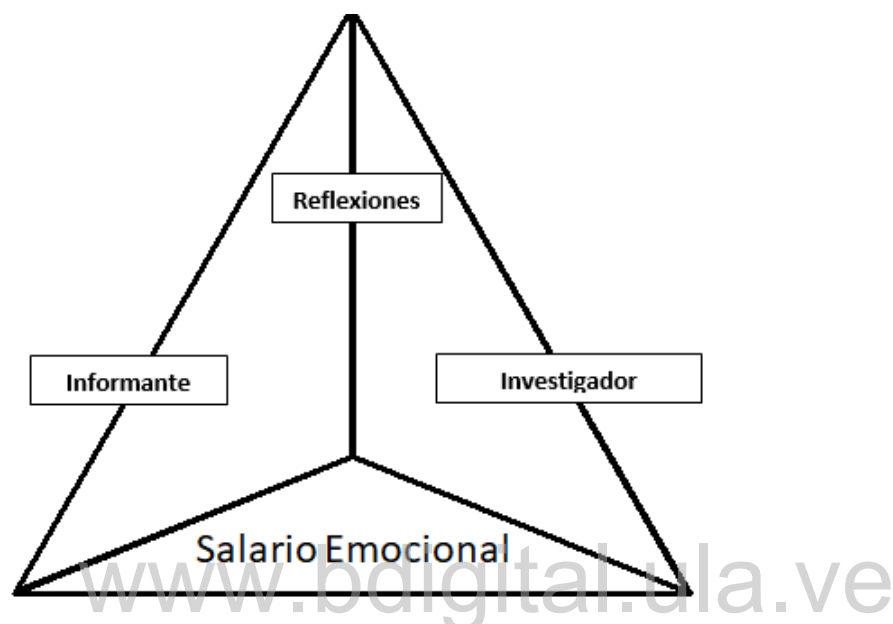 Reflexiones
Informante
Investigador
Salario Emocional
www.bdigital.ula.ve